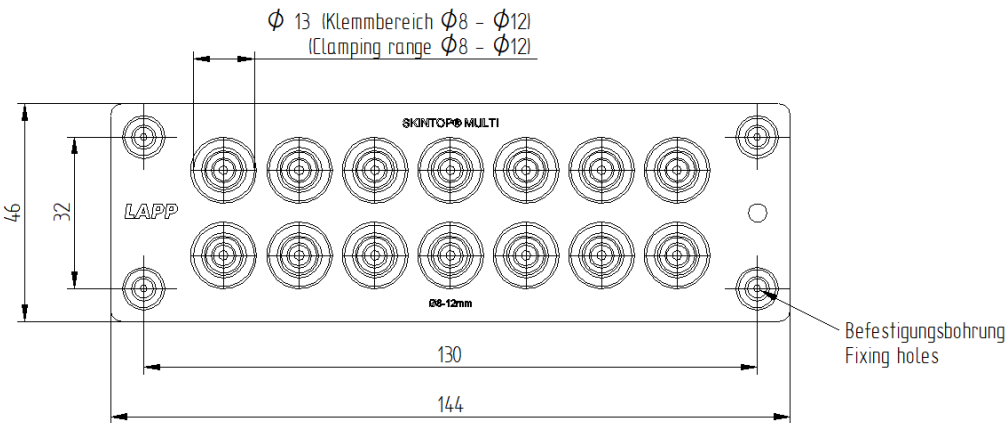 Φ 13 (Klemmbereich Φ8 - Φ12)
(Clamping range Φ8 - Φ12)
SKINTOP® MULTI
46
32
LAPP
Ø8-12mm
Befestigungsbohrung
Fixing holes
130
144